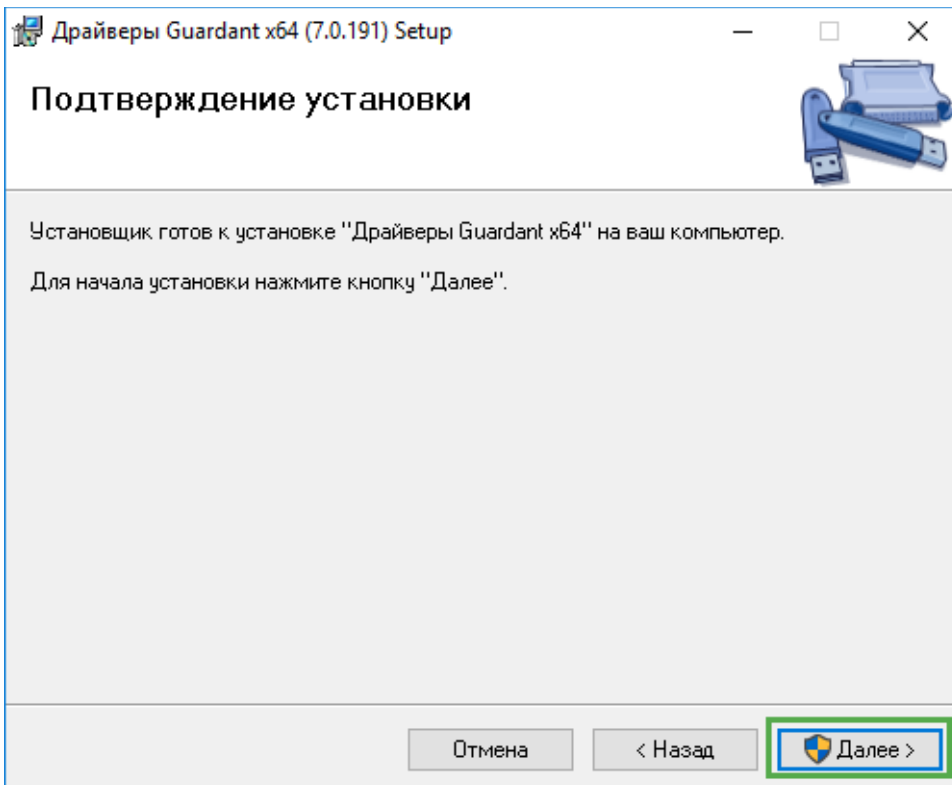 Драйверы Guardant x64 (7.0.191) Setup
Подтверждение установки
Установщик готов к установке "Драйверы Guardant x64" на ваш компьютер.
Для начала установки нажмите кнопку "Далее".
Отмена
< Назад
Далее >